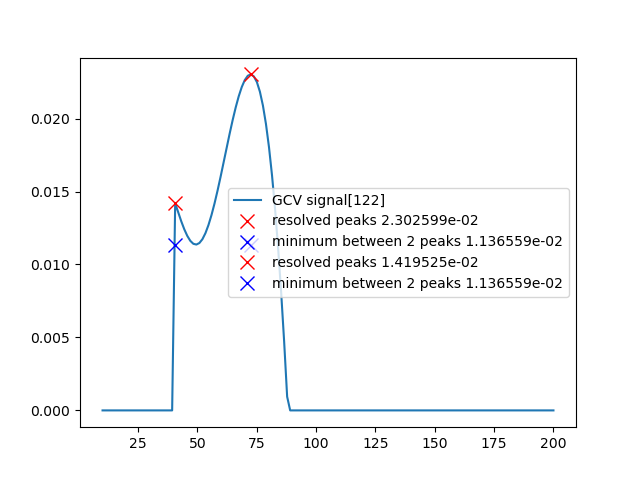 0.020
0.015
0.010
0.005
0.000
GCV signal[122]
resolved peaks 2.302599e-02
minimum between 2 peaks 1.136559e-02
resolved peaks 1.419525e-02
minimum between 2 peaks 1.136559e-02
25 50 75 100 125 150 175 200